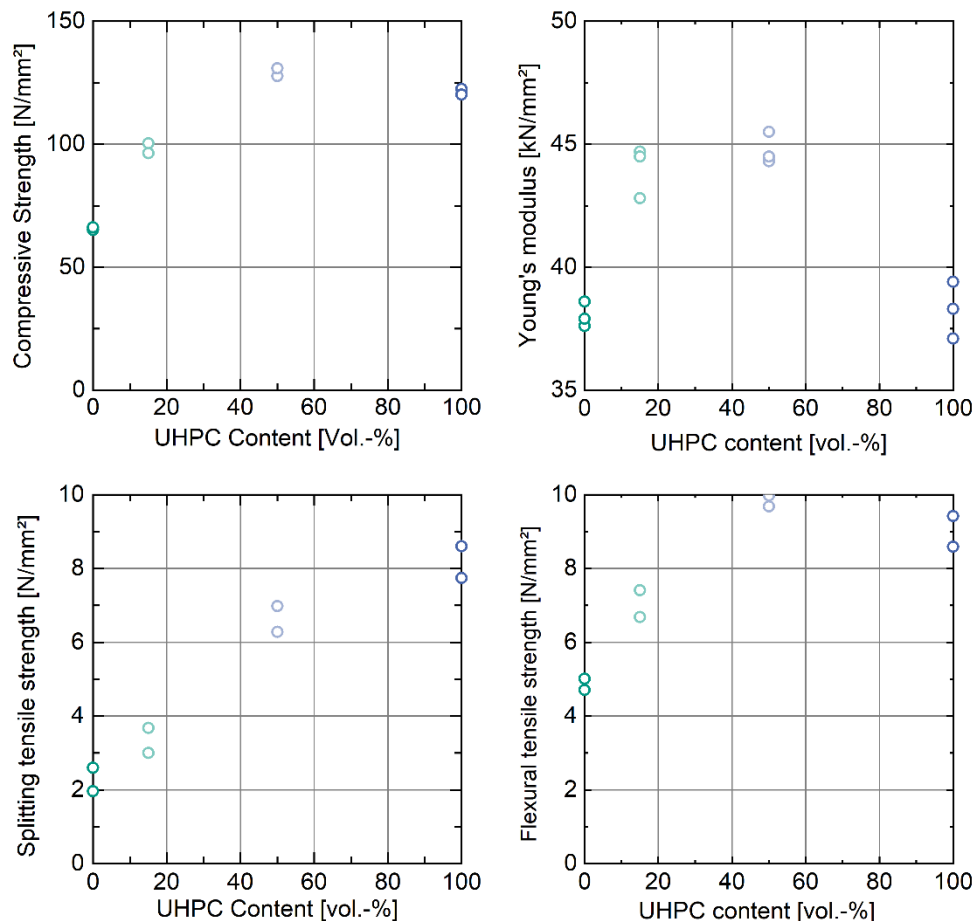 150
100
50
0
Compressive Strength [N/mm²]
0 20 40 60 80 100
UHPC Content [Vol.-%]
50
45
40
35
Young's modulus [kN/mm²]
0 20 40 60 80 100
UHPC content [vol.-%]
10
8
6
4
2
0
Splitting tensile strength [N/mm²]
0 20 40 60 80 100
UHPC Content [vol.-%]
10
8
6
4
2
0
Flexural tensile strength [N/mm²]
0 20 40 60 80 100
UHPC content [vol.-%]